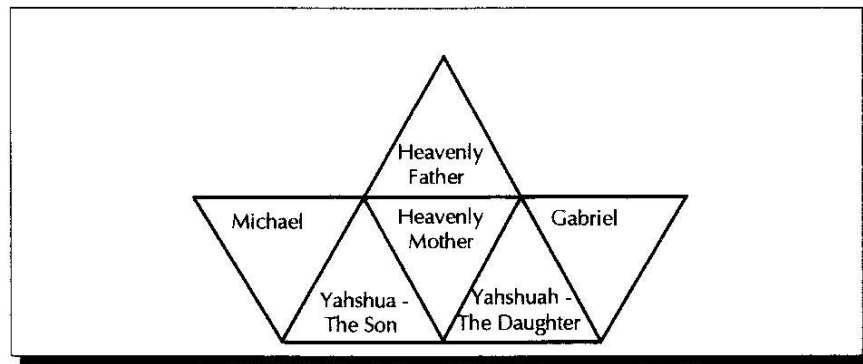 Heavenly
Father
Michael
Heavenly
Mother
Gabriel
Yahshua -
The Son
Yahshuah -
The Daughter